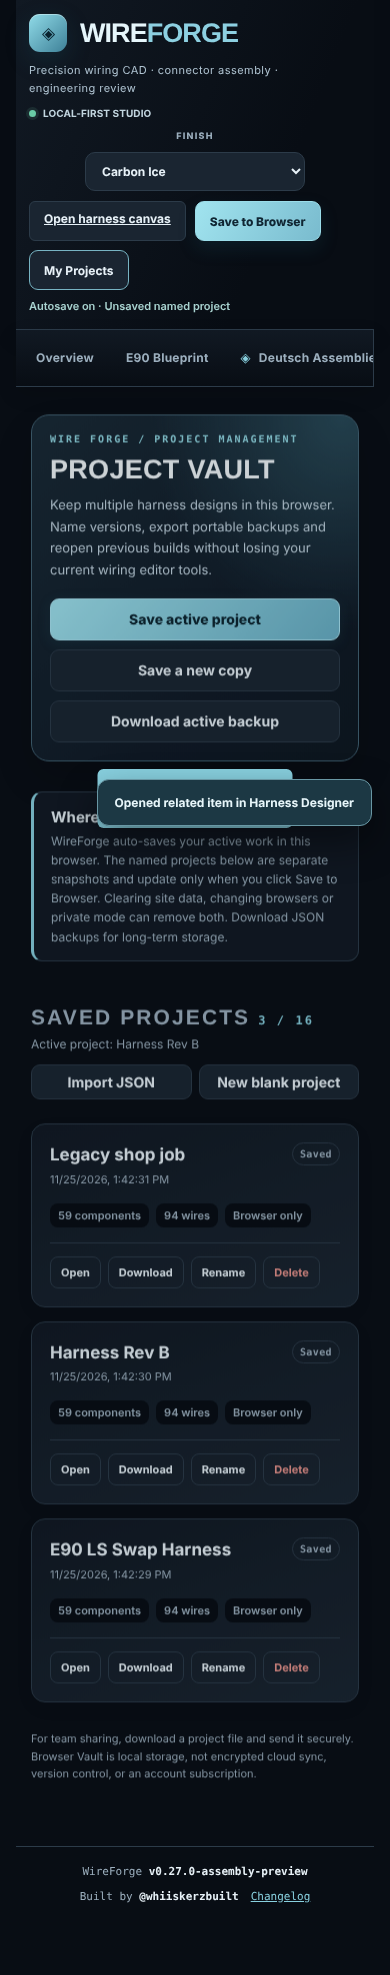 ◈ WIREFORGE
Precision wiring CAD · connector assembly ·
engineering review
LOCAL-FIRST STUDIO
FINISH
Carbon Ice
Open harness canvas
Save to Browser
My Projects
Autosave on · Unsaved named project
Overview
E90 Blueprint
◈ Deutsch Assemblie
WIRE FORGE / PROJECT MANAGEMENT
PROJECT VAULT
Keep multiple harness designs in this browser.
Name versions, export portable backups and
reopen previous builds without losing your
current wiring editor tools.
Save active project
Save a new copy
Download active backup
Opened related item in Harness Designer
Where
WireForge auto-saves your active work in this
browser. The named projects below are separate
snapshots and update only when you click Save to
Browser. Clearing site data, changing browsers or
private mode can remove both. Download JSON
backups for long-term storage.
SAVED PROJECTS 3 / 16
Active project: Harness Rev B
Import JSON
New blank project
Legacy shop job
Saved
11/25/2026, 1:42:31 PM
59 components
94 wires
Browser only
Open
Download
Rename
Delete
Harness Rev B
Saved
11/25/2026, 1:42:30 PM
59 components
94 wires
Browser only
Open
Download
Rename
Delete
E90 LS Swap Harness
Saved
11/25/2026, 1:42:29 PM
59 components
94 wires
Browser only
Open
Download
Rename
Delete
For team sharing, download a project file and send it securely.
Browser Vault is local storage, not encrypted cloud sync,
version control, or an account subscription.
WireForge v0.27.0-assembly-preview
Built by @whiiskerzbuilt Changelog